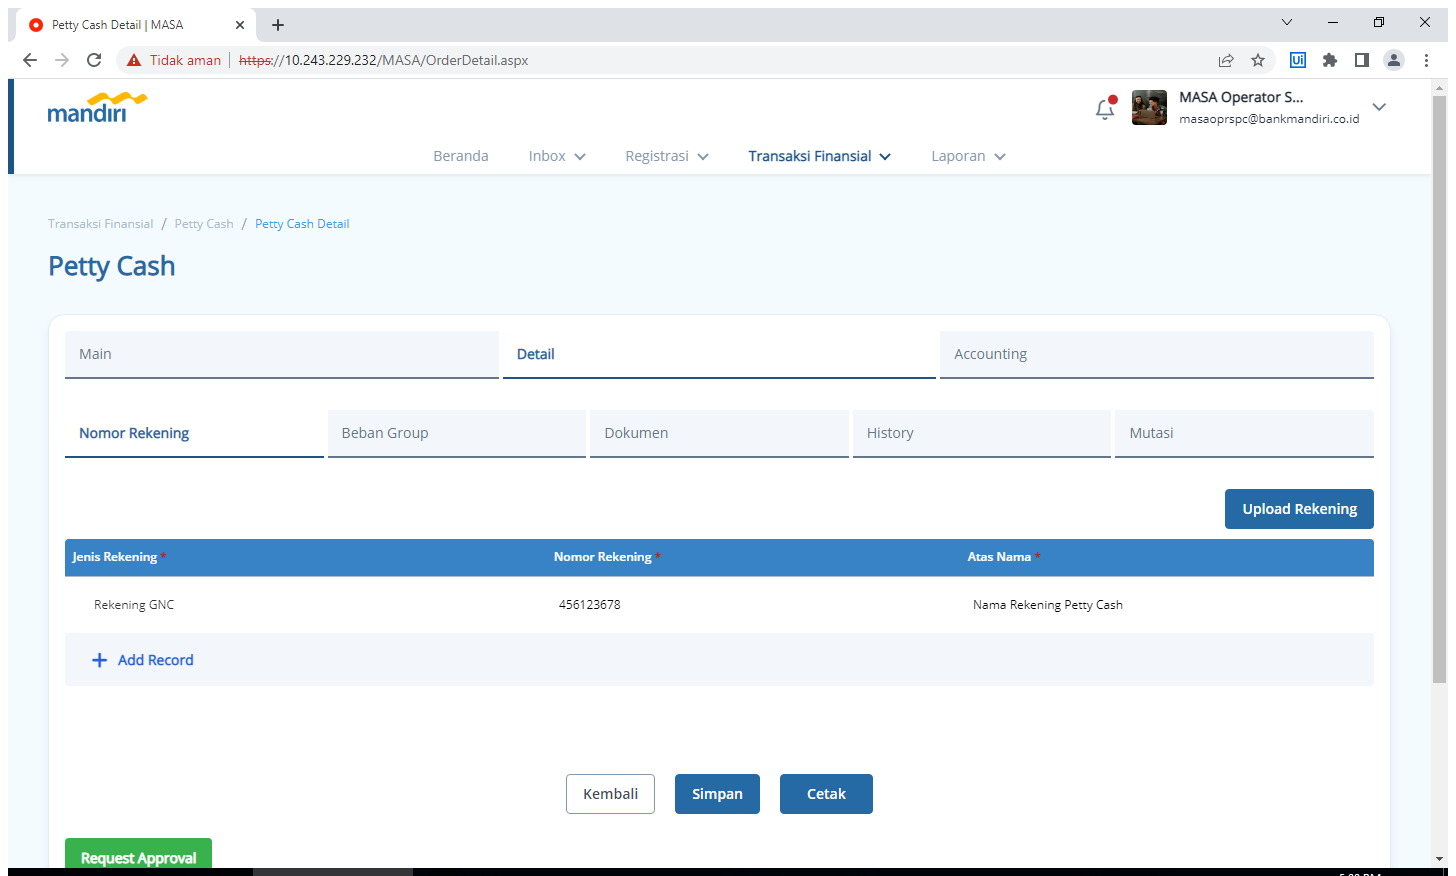 Petty Cash Detail | MASA
Tidak aman https://10.243.229.232/MASA/OrderDetail.aspx
mandiri
MASA Operator S...
masaoprspc@bankmandiri.co.id
Beranda Inbox Registrasi Transaksi Finansial Laporan
Transaksi Finansial / Petty Cash / Petty Cash Detail
Petty Cash
Main Detail Accounting
Nomor Rekening Beban Group Dokumen History Mutasi
Upload Rekening
Jenis Rekening * Nomor Rekening * Atas Nama *
Rekening GNC 456123678 Nama Rekening Petty Cash
+ Add Record
Kembali Simpan Cetak
Request Approval